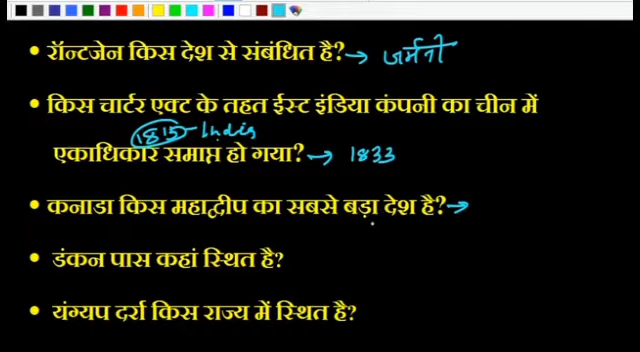 • रॉन्टजेन किस देश से संबंधित है? → जर्मनी
• किस चार्टर एक्ट के तहत ईस्ट इंडिया कंपनी का चीन में
1815 - India
एकाधिकार समाप्त हो गया? → 1833
• कनाडा किस महाद्वीप का सबसे बड़ा देश है? →
• डंकन पास कहां स्थित है?
• यंग्यप दर्रा किस राज्य में स्थित है?